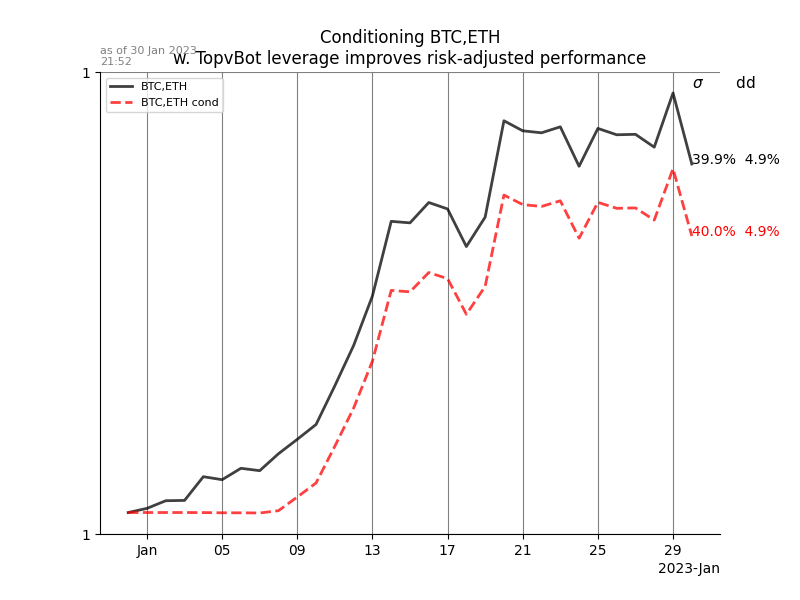 Conditioning BTC,ETH
w. TopvBot leverage improves risk-adjusted performance
as of 30 Jan 2023
21:52
1
σ dd
BTC,ETH
BTC,ETH cond
39.9% 4.9%
40.0% 4.9%
1
Jan 05 09 13 17 21 25 29
2023-Jan